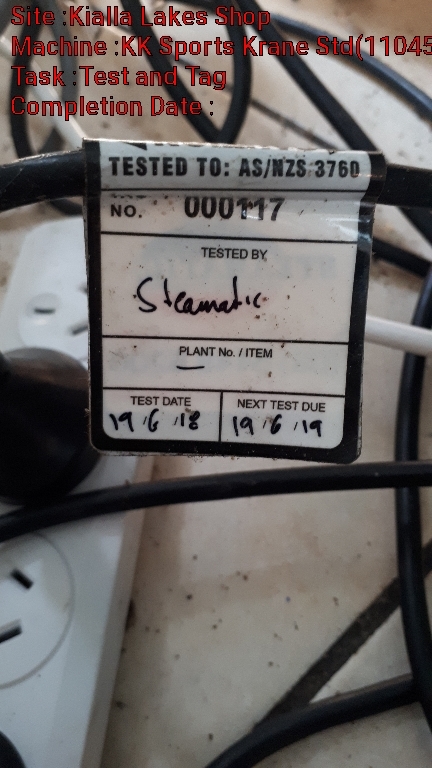 Site :Kialla Lakes Shop
Machine :KK Sports Krane Std(11045
Task :Test and Tag
Completion Date :
TESTED TO: AS/NZS 3760
NO. 000117
TESTED BY
Steamatic
PLANT No. / ITEM
—
TEST DATE NEXT TEST DUE
19/6/18 19/6/19